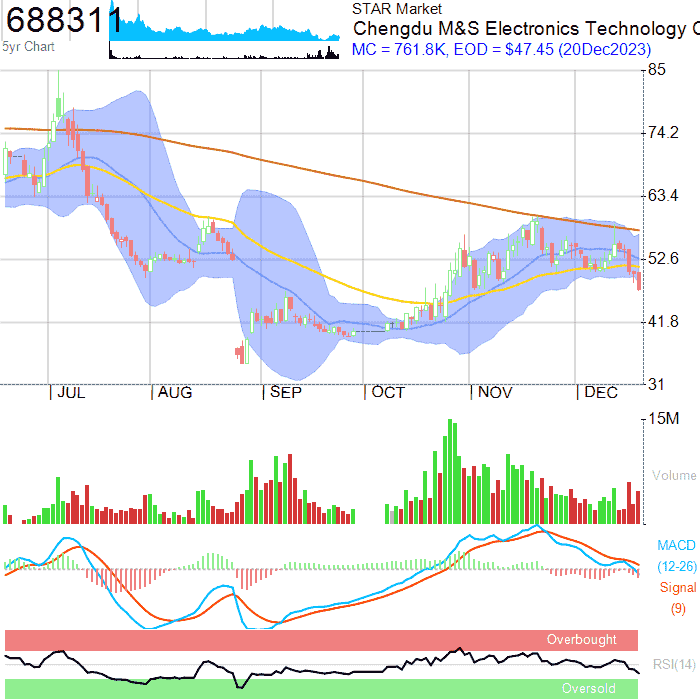 688311
5yr Chart
STAR Market
Chengdu M&S Electronics Technology C
MC = 761.8K, EOD = $47.45 (20Dec2023)
85
74.2
63.4
52.6
41.8
31
JUL
AUG
SEP
OCT
NOV
DEC
15M
Volume
MACD
(12-26)
Signal
(9)
Overbought
RSI(14)
Oversold